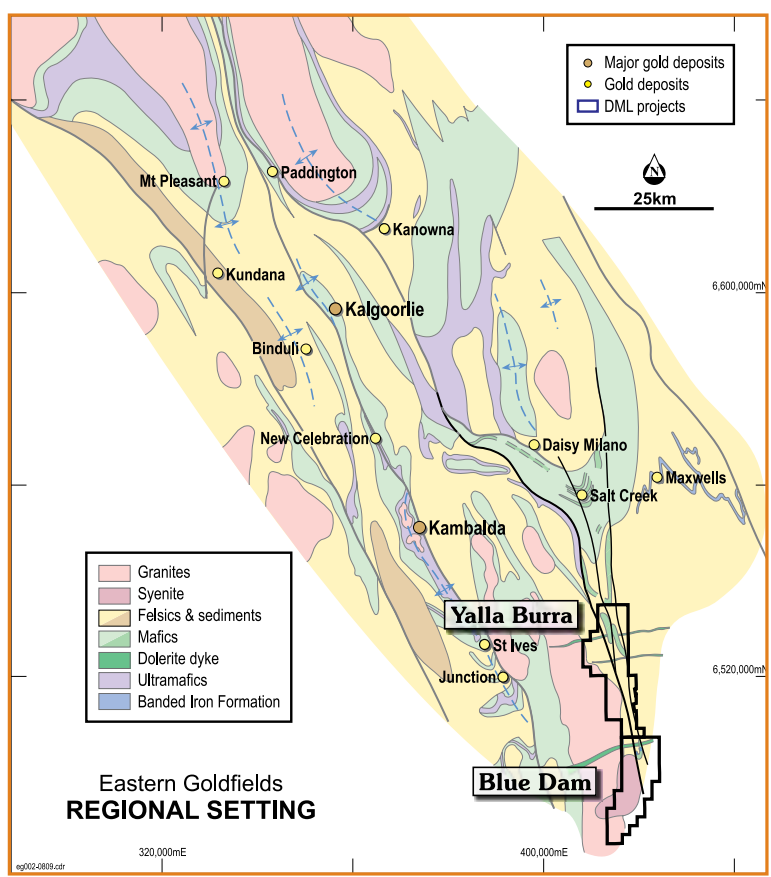 Major gold deposits
Gold deposits
DML projects
N
25km
Mt Pleasant
Paddington
Kanowna
Kundana
6,600,000mN
Kalgoorlie
Binduli
New Celebration
Daisy Milano
Maxwells
Salt Creek
Kambalda
Granites
Syenite
Felsics & sediments
Mafics
Dolerite dyke
Ultramafics
Banded Iron Formation
Yalla Burra
St Ives
Junction
6,520,000mN
Blue Dam
Eastern Goldfields
REGIONAL SETTING
320,000mE
400,000mE
eg002-0809.cdr